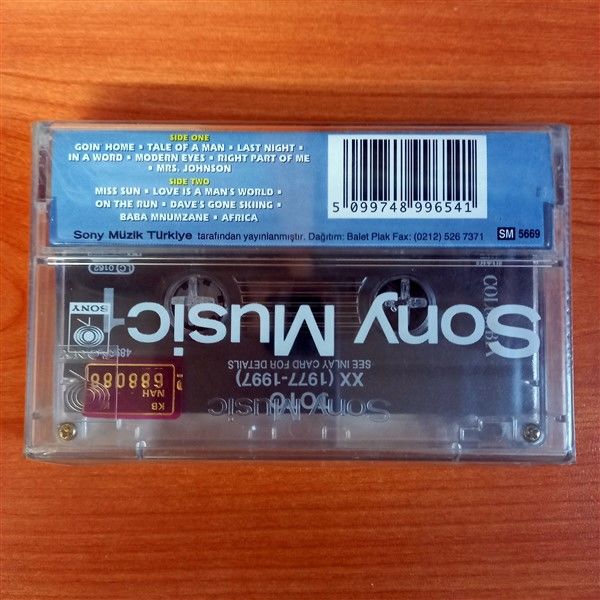 SIDE ONE
GOIN' HOME ▪ TALE OF A MAN ▪ LAST NIGHT ▪
IN A WORD ▪ MODERN EYES ▪ RIGHT PART OF ME
▪ MRS. JOHNSON
SIDE TWO
MISS SUN ▪ LOVE IS A MAN'S WORLD ▪
ON THE RUN ▪ DAVE'S GONE SKIING ▪
BABA MNUMZANE ▪ AFRICA
5 099748 996541
Sony Müzik Türkiye tarafından yayınlanmıştır. Dağıtım: Balet Plak Fax: (0212) 526 7371
SM 5669
LC 0162
SONY
Sony Music
COLUMBIA
SEE INLAY CARD FOR DETAILS
XX (1977-1997)
TOTO
Sony Music
KB
NAH
688088